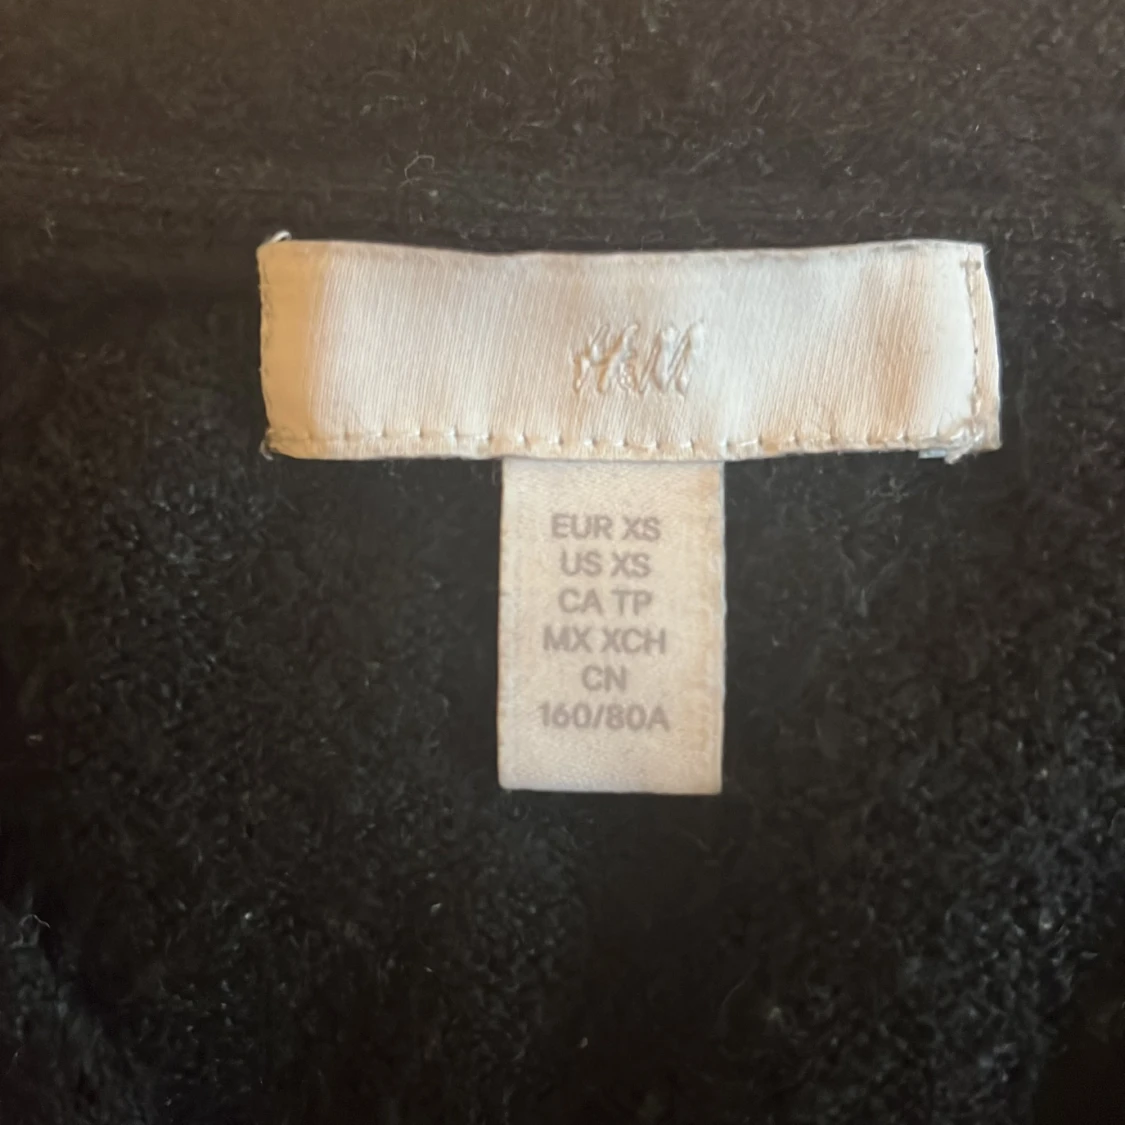 H&M
EUR XS
US XS
CA TP
MX XCH
CN
160/80A